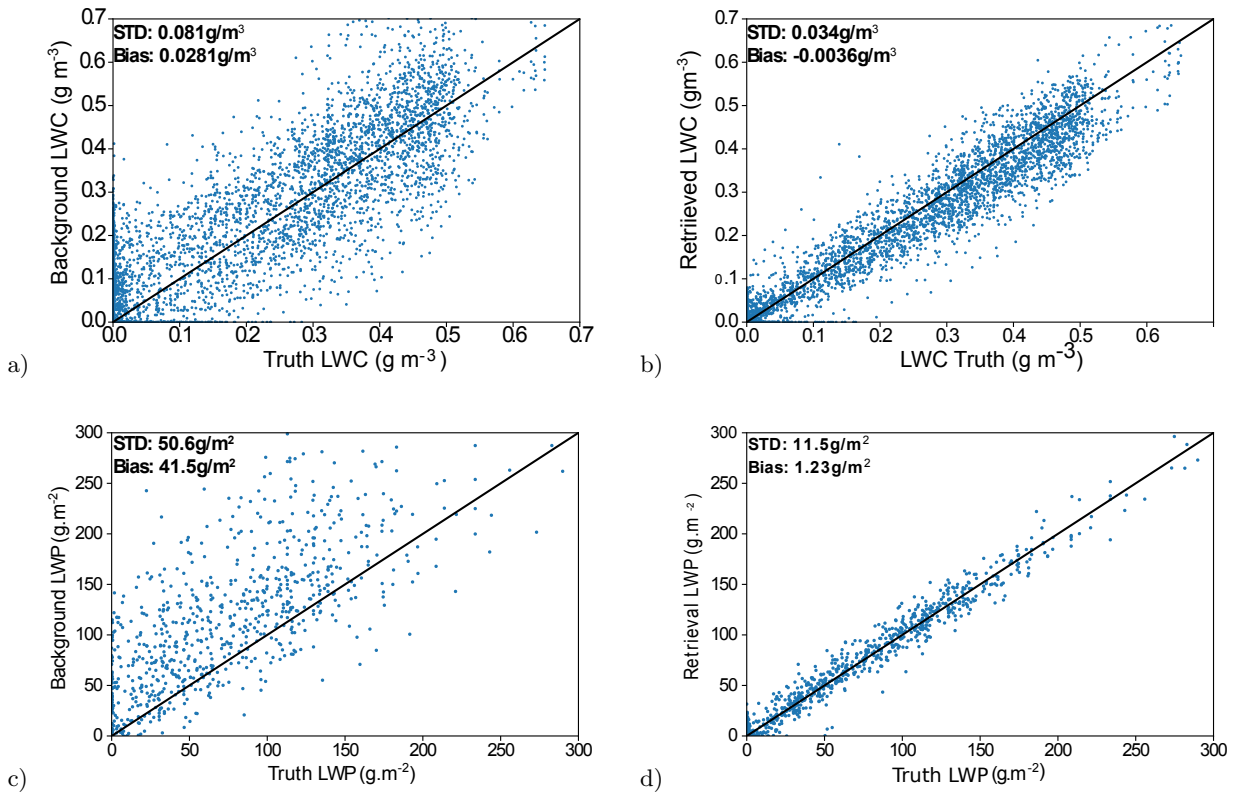 STD: 0.081g/m³
Bias: 0.0281g/m³
Background LWC (g m⁻³)
0.7
0.6
0.5
0.4
0.3
0.2
0.1
0.0
0.0 0.1 0.2 0.3 0.4 0.5 0.6 0.7
Truth LWC (g m⁻³ )
a)
STD: 0.034g/m³
Bias: -0.0036g/m³
Retriieved LWC (gm⁻³)
0.7
0.6
0.5
0.4
0.3
0.2
0.1
0.0
0.0 0.1 0.2 0.3 0.4 0.5 0.6
LWC Truth (g m⁻³)
b)
STD: 50.6g/m²
Bias: 41.5g/m²
Background LWP (g.m⁻²)
300
250
200
150
100
50
0
0 50 100 150 200 250 300
Truth LWP (g.m⁻²)
c)
STD: 11.5g/m²
Bias: 1.23g/m²
Retrieval LWP (g.m⁻²)
300
250
200
150
100
50
0
0 50 100 150 200 250 300
Truth LWP (g.m⁻²)
d)